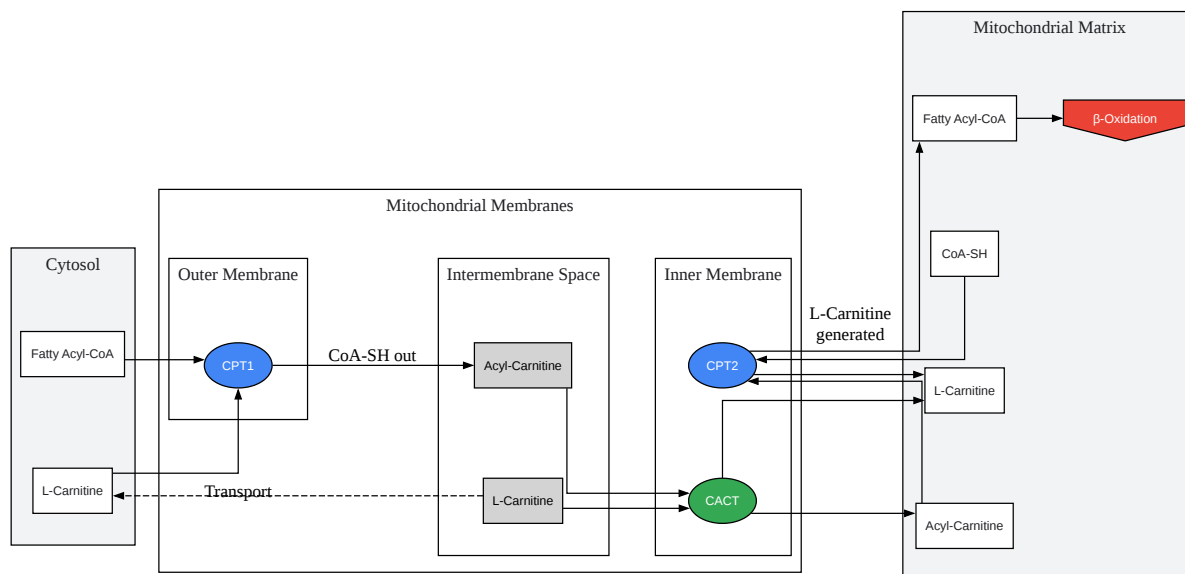 Mitochondrial Matrix
Fatty Acyl-CoA
β-Oxidation
Mitochondrial Membranes
Cytosol
Outer Membrane
Intermembrane Space
Inner Membrane
CoA-SH
L-Carnitine
generated
Fatty Acyl-CoA
CPT1
CoA-SH out
Acyl-Carnitine
CPT2
L-Carnitine
L-Carnitine
Transport
L-Carnitine
CACT
Acyl-Carnitine